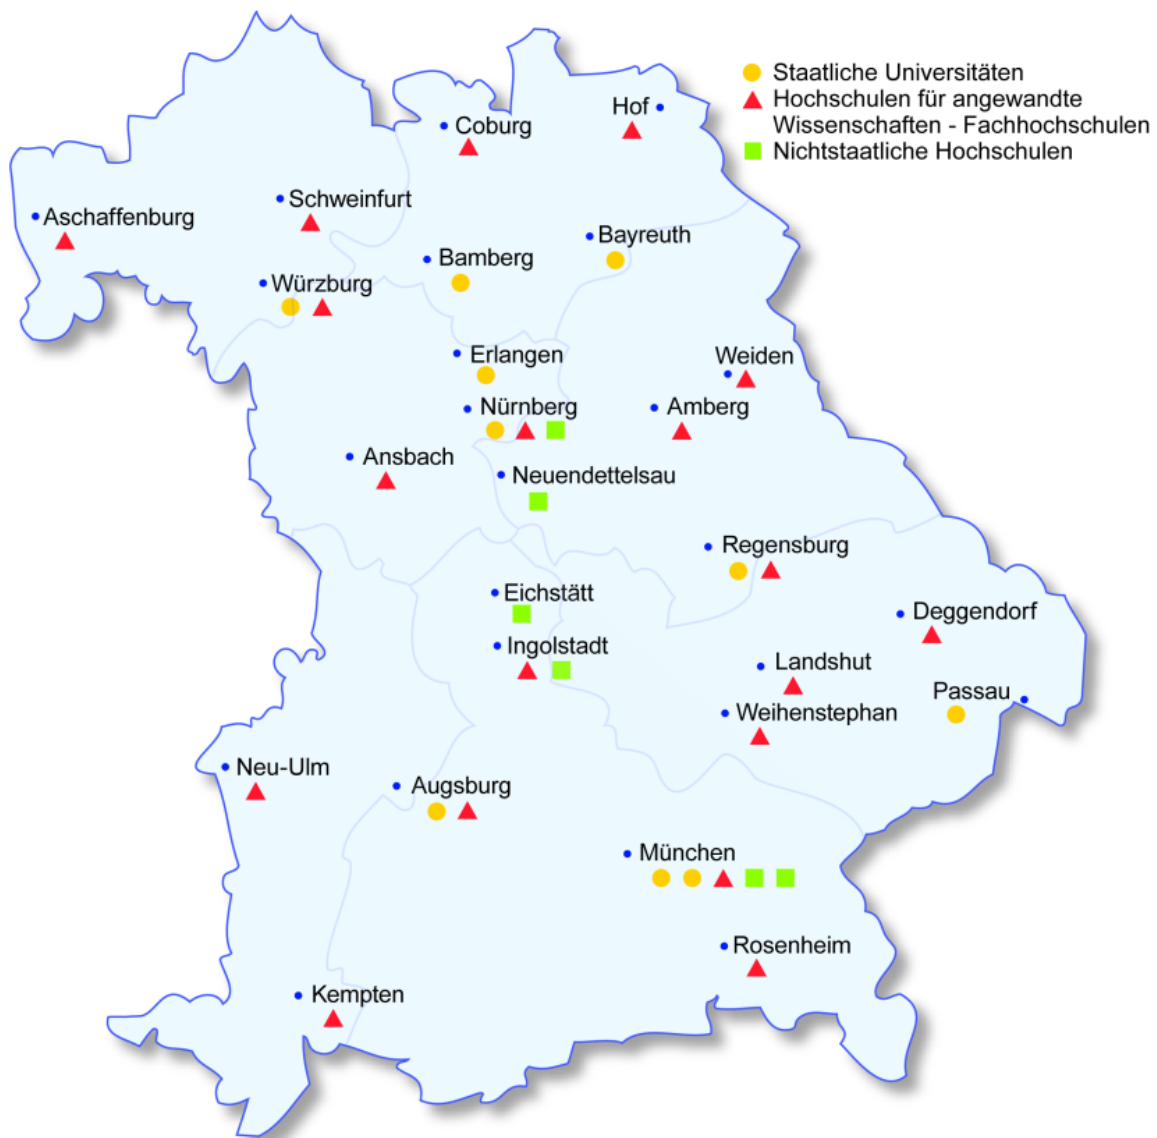 Staatliche Universitäten
Hochschulen für angewandte
Wissenschaften - Fachhochschulen
Nichtstaatliche Hochschulen
Hof
Coburg
Schweinfurt
Aschaffenburg
Bayreuth
Bamberg
Würzburg
Erlangen
Weiden
Nürnberg
Amberg
Ansbach
Neuendettelsau
Regensburg
Eichstätt
Deggendorf
Ingolstadt
Landshut
Passau
Weihenstephan
Neu-Ulm
Augsburg
München
Rosenheim
Kempten